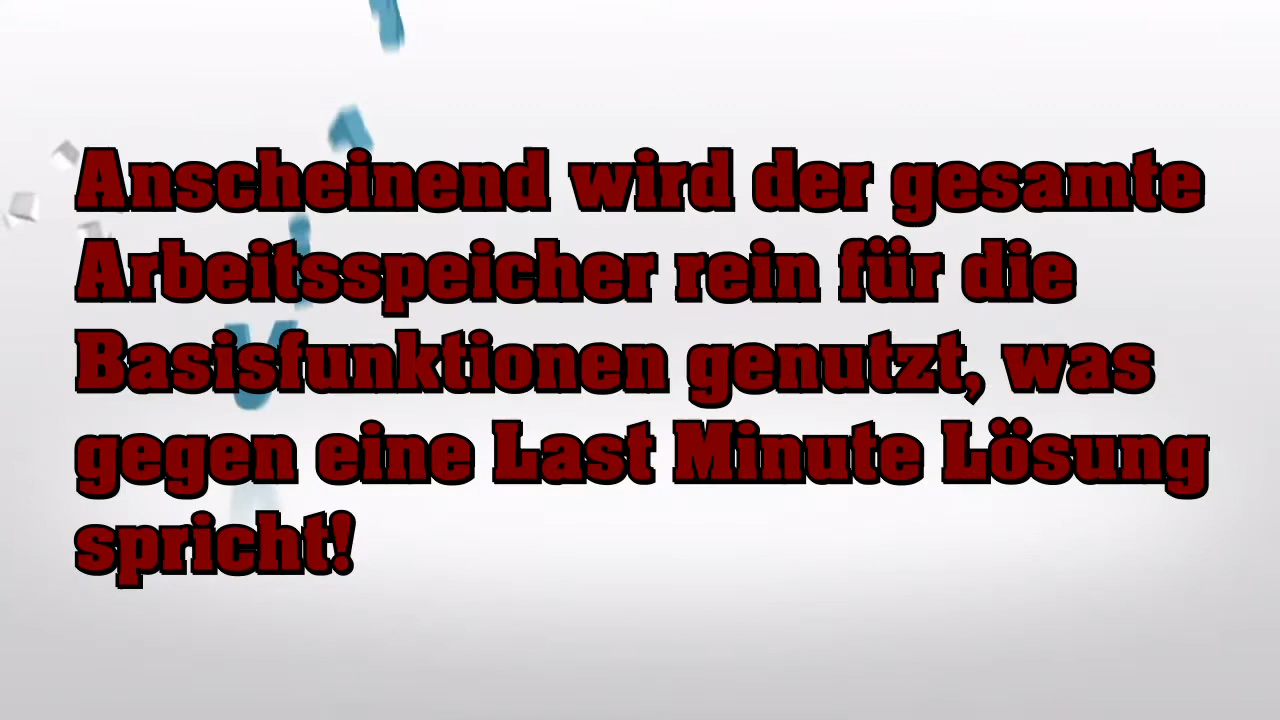 Anscheinend wird der gesamte
Arbeitsspeicher rein für die
Basisfunktionen genutzt, was
gegen eine Last Minute Lösung
spricht!